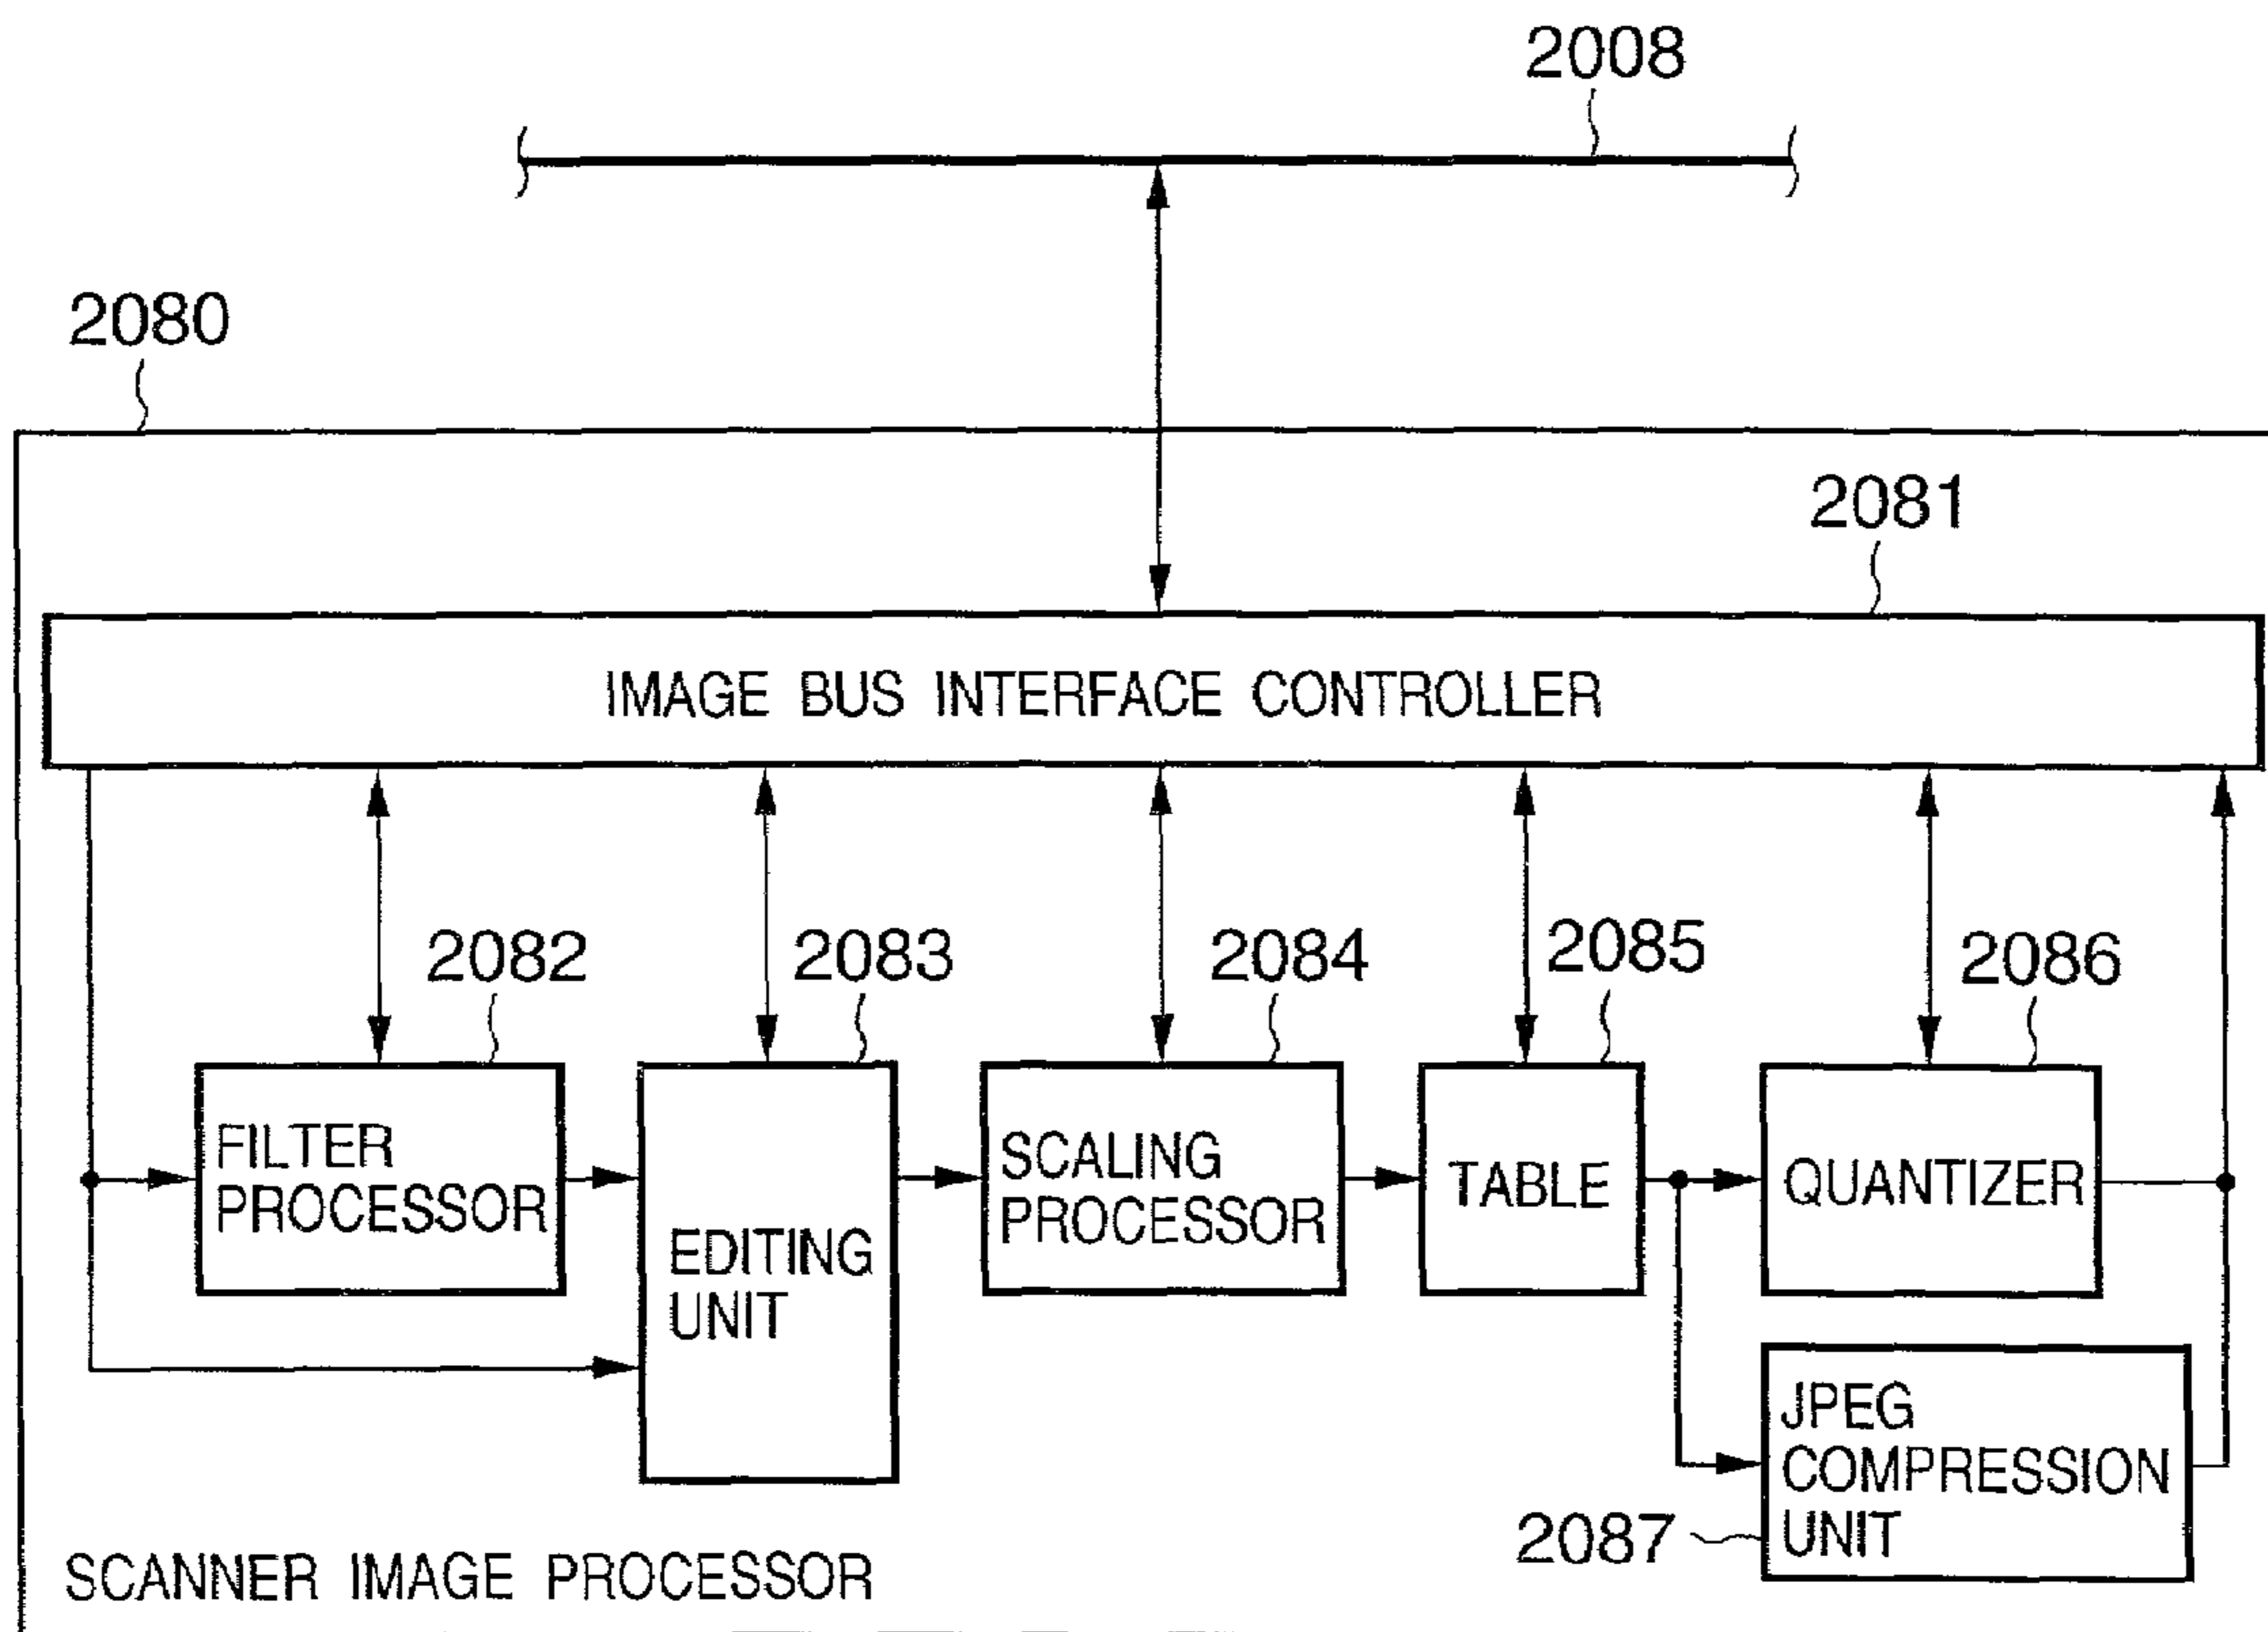 2008
2080
2081
IMAGE BUS INTERFACE CONTROLLER
2082
2083
2084
2085
2086
FILTER
PROCESSOR
EDITING
UNIT
SCALING
PROCESSOR
TABLE
QUANTIZER
JPEG
COMPRESSION
UNIT
2087
SCANNER IMAGE PROCESSOR